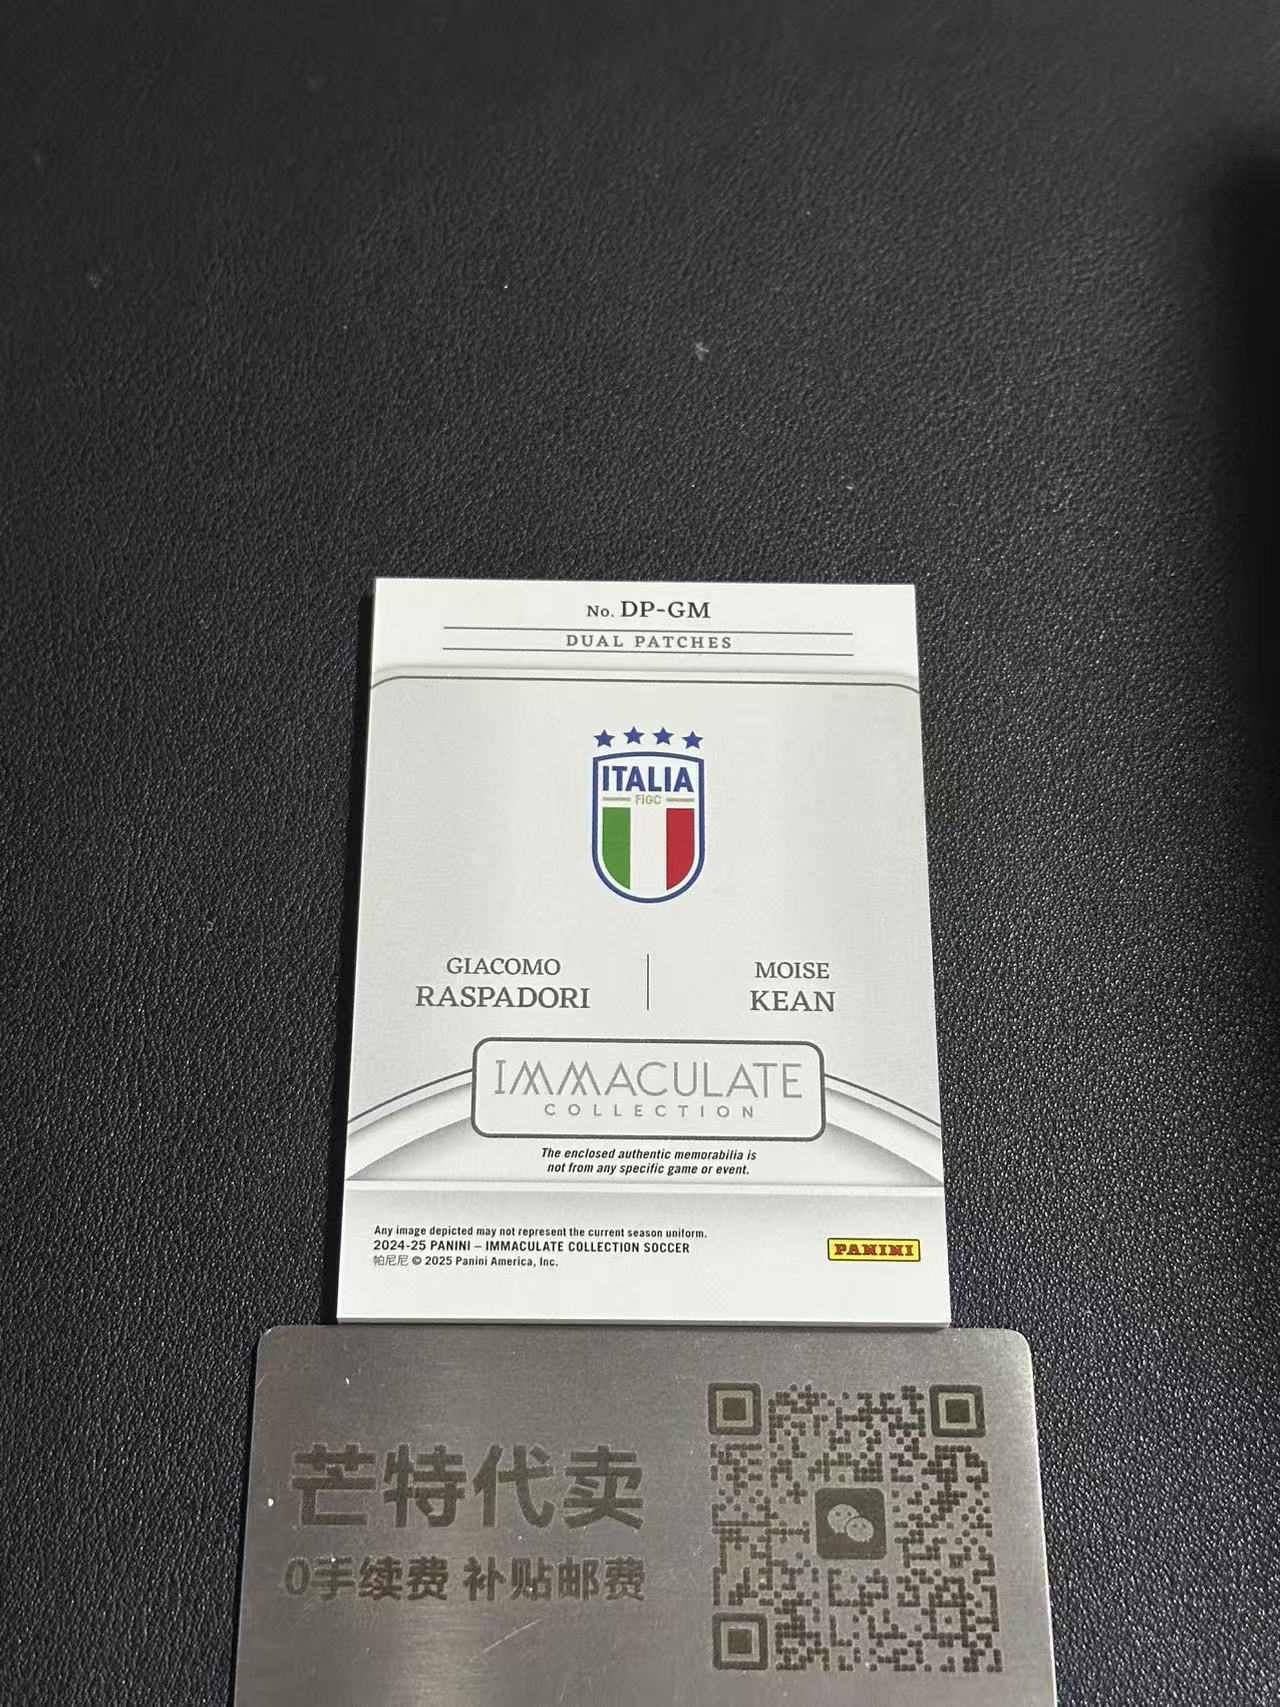 No. DP-GM
DUAL PATCHES
ITALIA
FIGC
GIACOMO
RASPADORI
MOISE
KEAN
IMMACULATE
COLLECTION
The enclosed authentic memorabilia is
not from any specific game or event.
Any image depicted may not represent the current season uniform.
2024-25 PANINI – IMMACULATE COLLECTION SOCCER
帕尼尼 © 2025 Panini America, Inc.
PANINI
芒特代卖
0手续费 补贴邮费